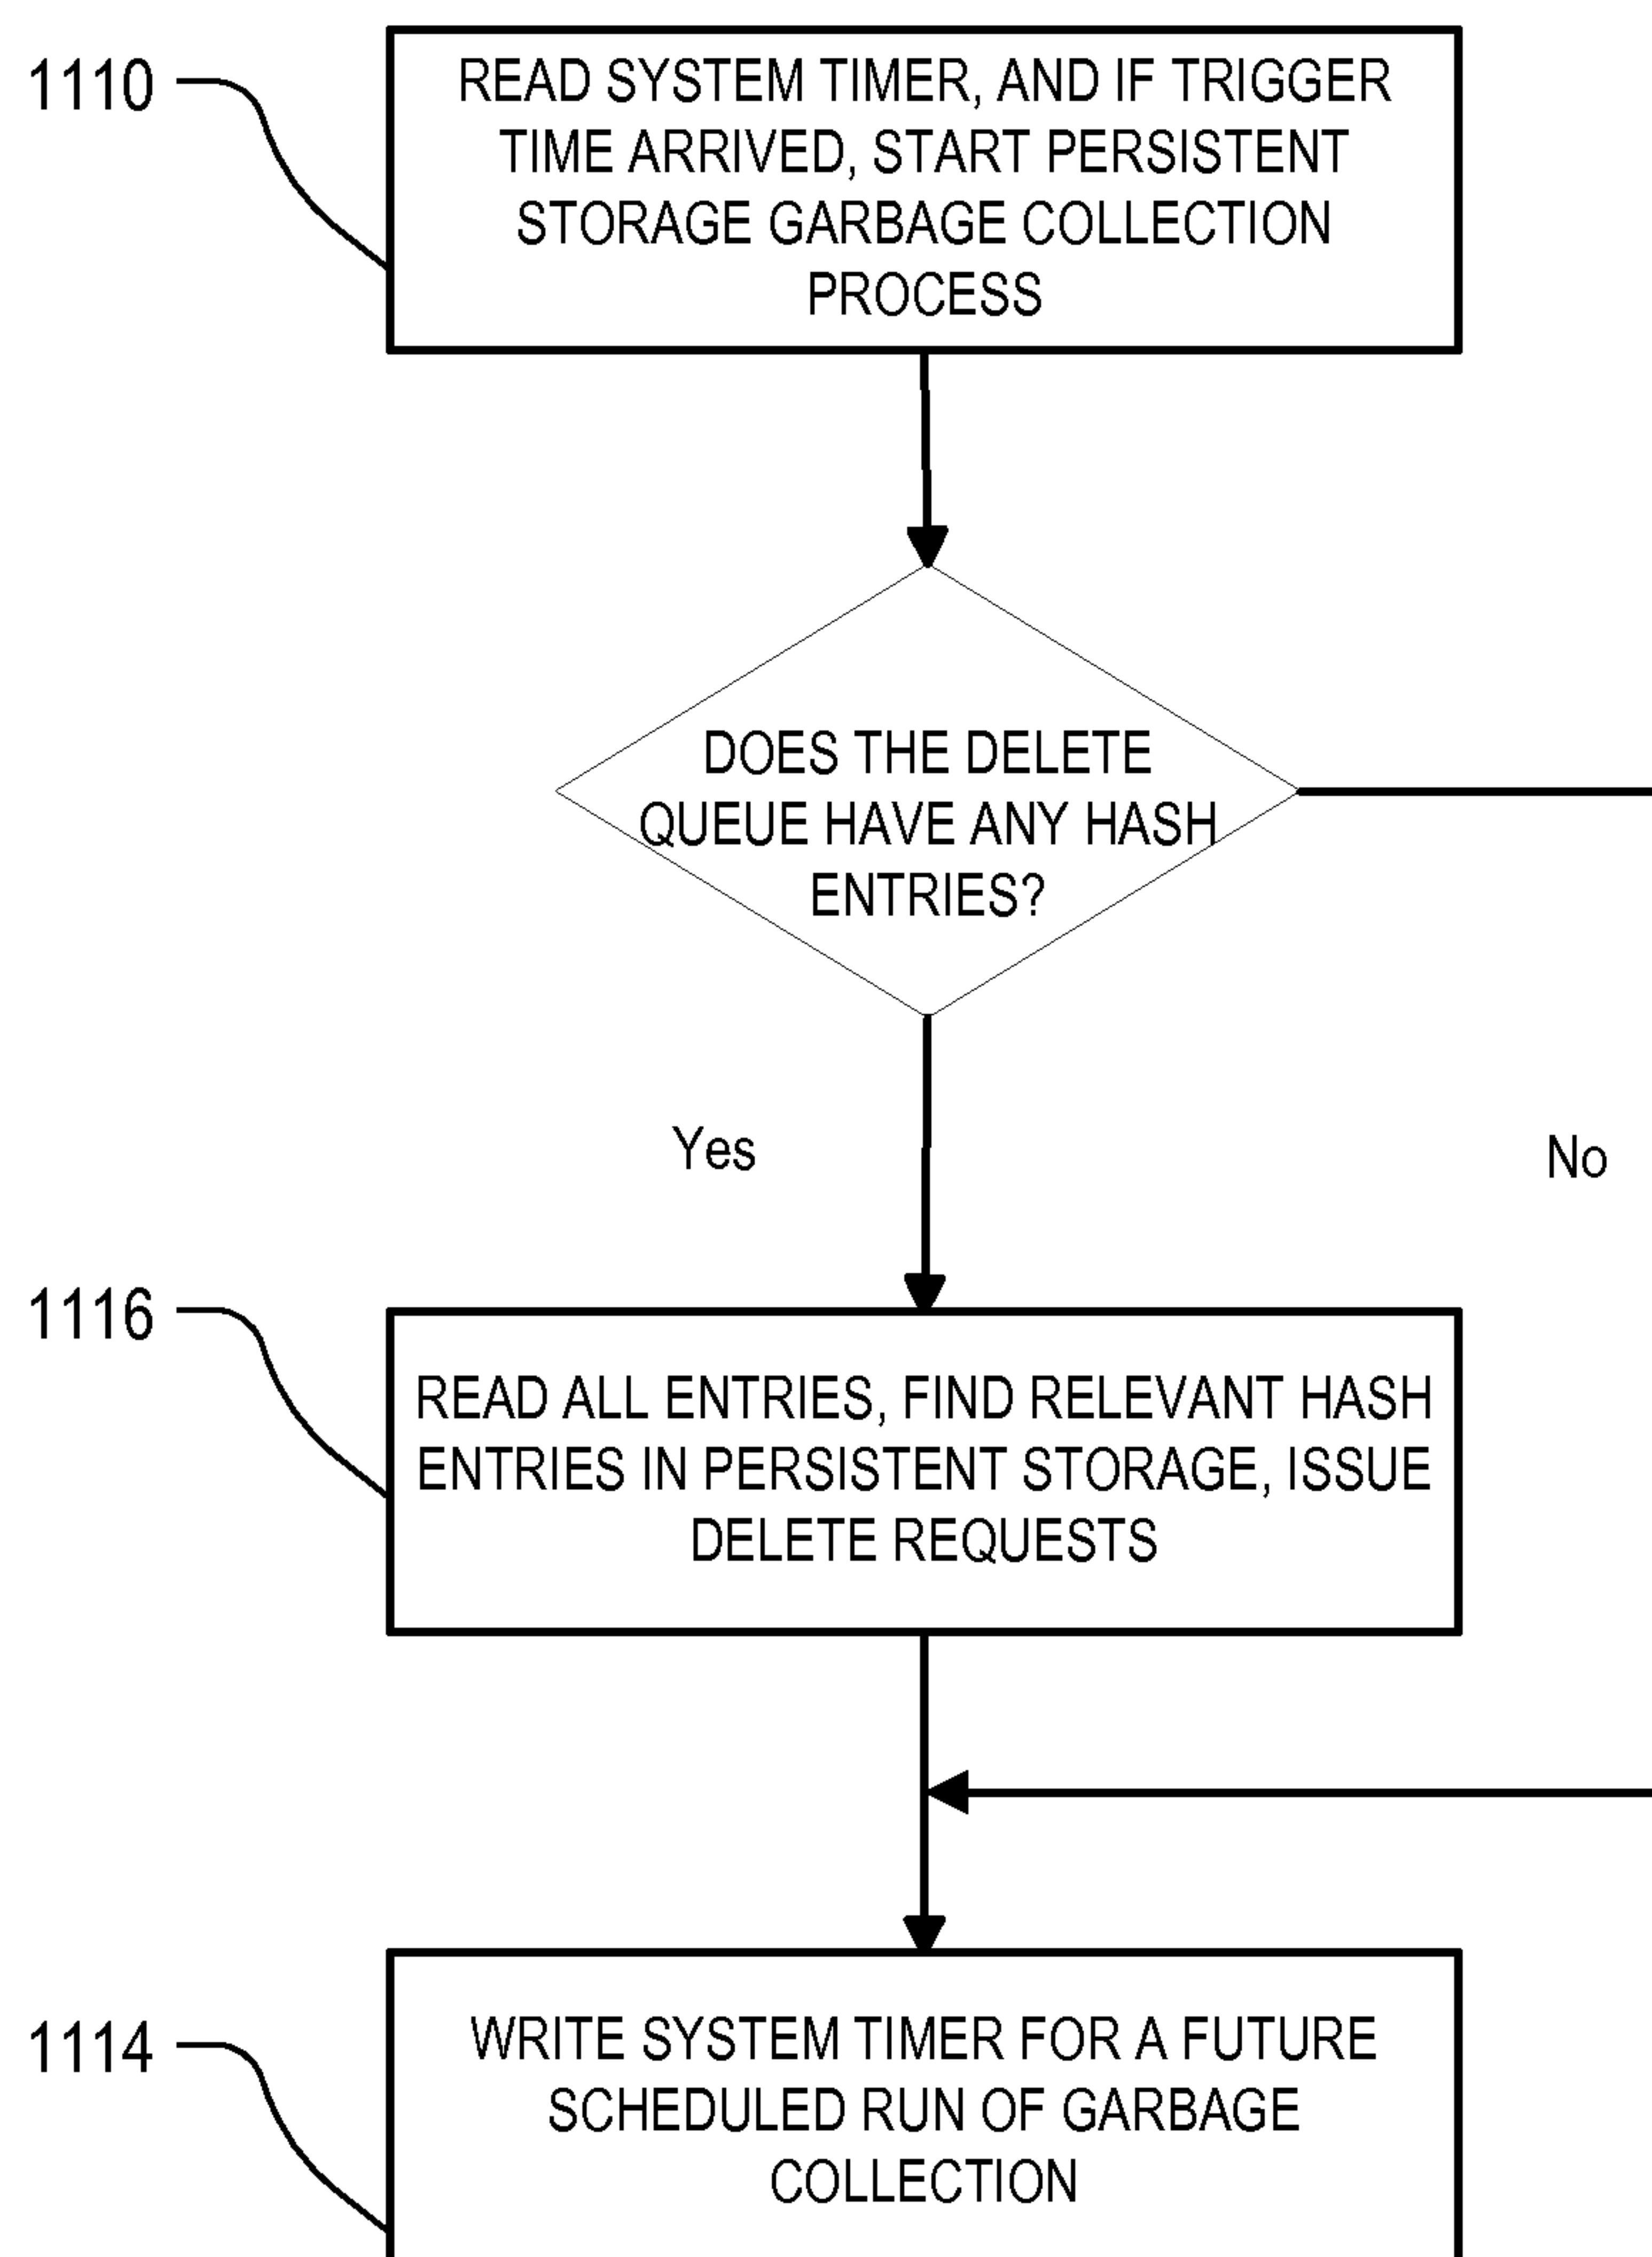 1110
READ SYSTEM TIMER, AND IF TRIGGER
TIME ARRIVED, START PERSISTENT
STORAGE GARBAGE COLLECTION
PROCESS
DOES THE DELETE
QUEUE HAVE ANY HASH
ENTRIES?
Yes
No
1116
READ ALL ENTRIES, FIND RELEVANT HASH
ENTRIES IN PERSISTENT STORAGE, ISSUE
DELETE REQUESTS
1114
WRITE SYSTEM TIMER FOR A FUTURE
SCHEDULED RUN OF GARBAGE
COLLECTION